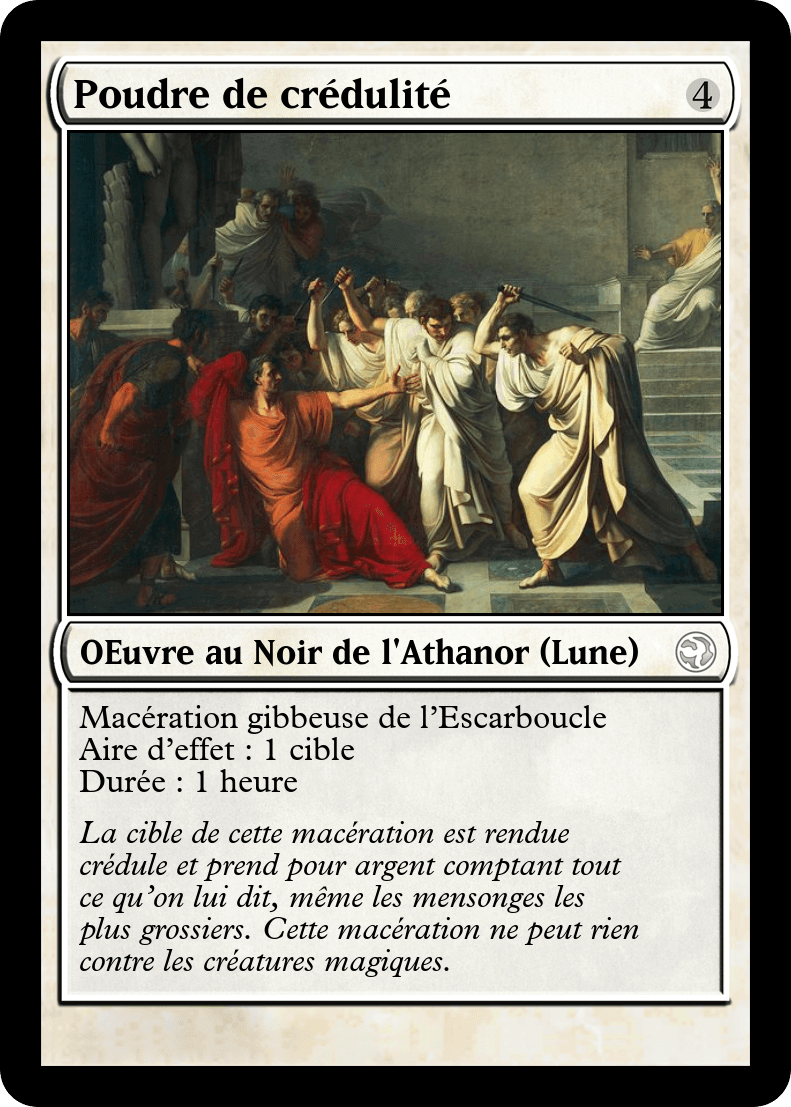 Poudre de crédulité
4
OEuvre au Noir de l'Athanor (Lune)
Macération gibbeuse de l’Escarboucle
Aire d’effet : 1 cible
Durée : 1 heure
La cible de cette macération est rendue
crédule et prend pour argent comptant tout
ce qu’on lui dit, même les mensonges les
plus grossiers. Cette macération ne peut rien
contre les créatures magiques.